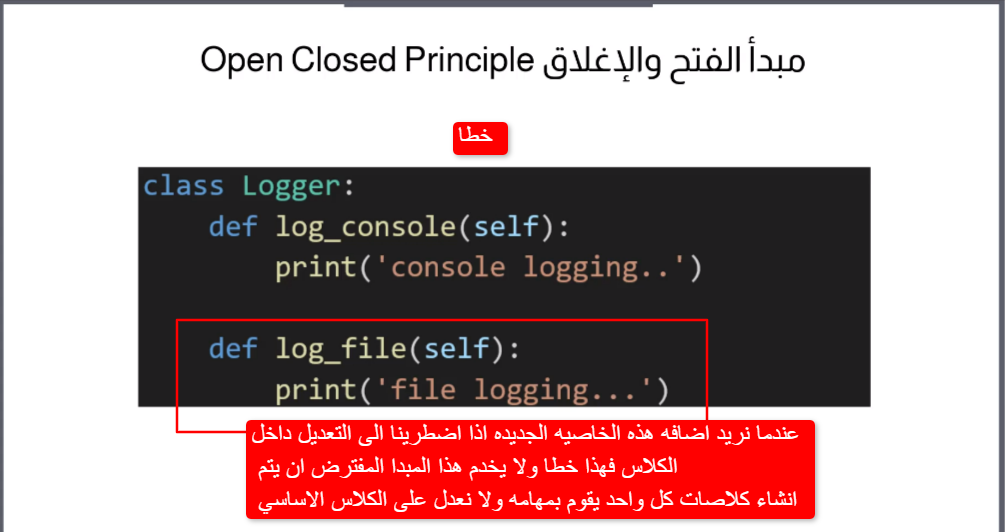 مبدأ الفتح والإغلاق Open Closed Principle
خطا
class Logger:
    def log_console(self):
        print('console logging..')
    def log_file(self):
        print('file logging...')
عندما نريد اضافه هذه الخاصيه الجديده اذا اضطرينا الى التعديل داخل
الكلاس فهذا خطا ولا يخدم هذا المبدا المفترض ان يتم
انشاء كلاصات كل واحد يقوم بمهامه ولا نعدل على الكلاس الاساسي